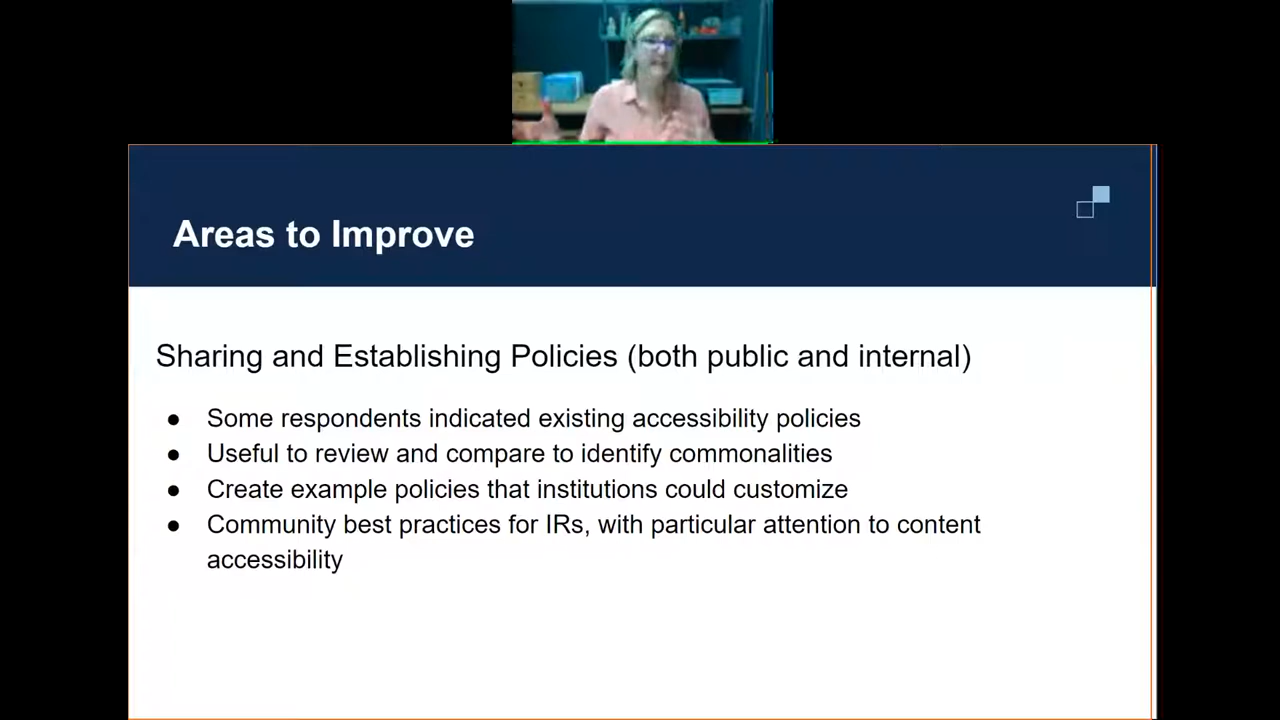 Areas to Improve
Sharing and Establishing Policies (both public and internal)
● Some respondents indicated existing accessibility policies
● Useful to review and compare to identify commonalities
● Create example policies that institutions could customize
● Community best practices for IRs, with particular attention to content
accessibility